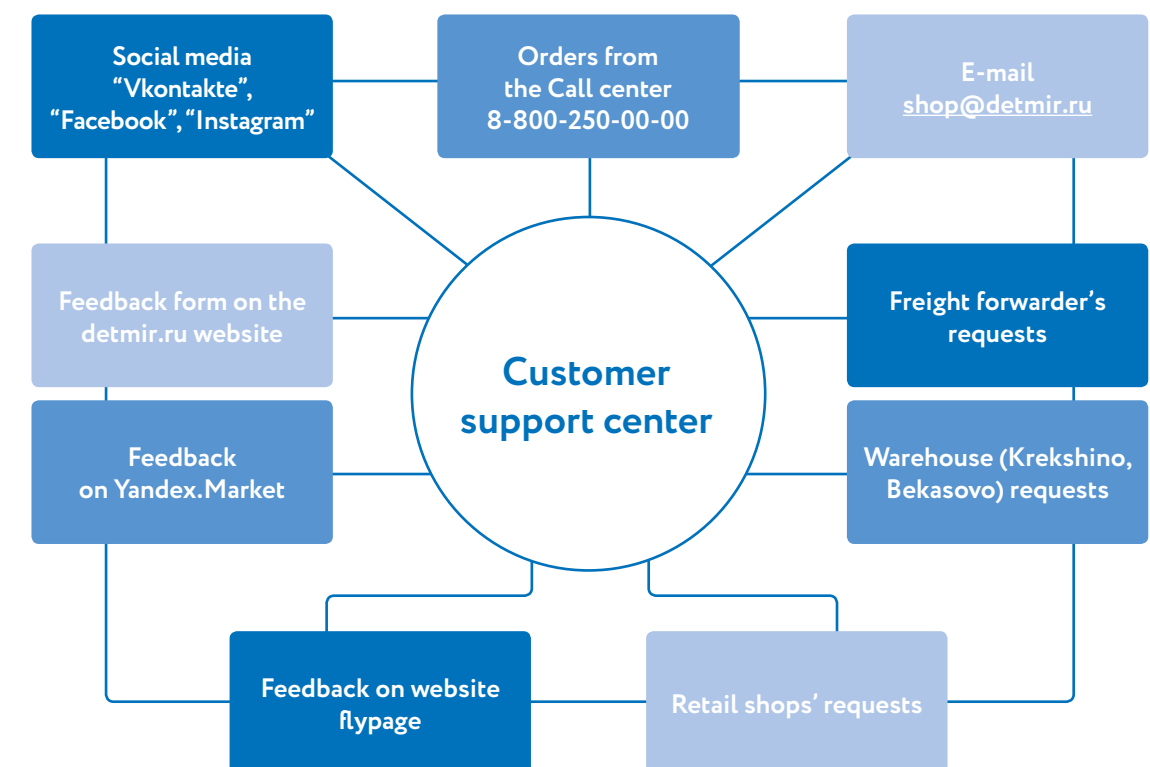 Social media
“Vkontakte”,
“Facebook”, “Instagram”
Orders from
the Call center
8-800-250-00-00
E-mail
shop@detmir.ru
Feedback form on the
detmir.ru website
Freight forwarder’s
requests
Customer
support center
Feedback
on Yandex.Market
Warehouse (Krekshino,
Bekasovo) requests
Feedback on website
flypage
Retail shops’ requests